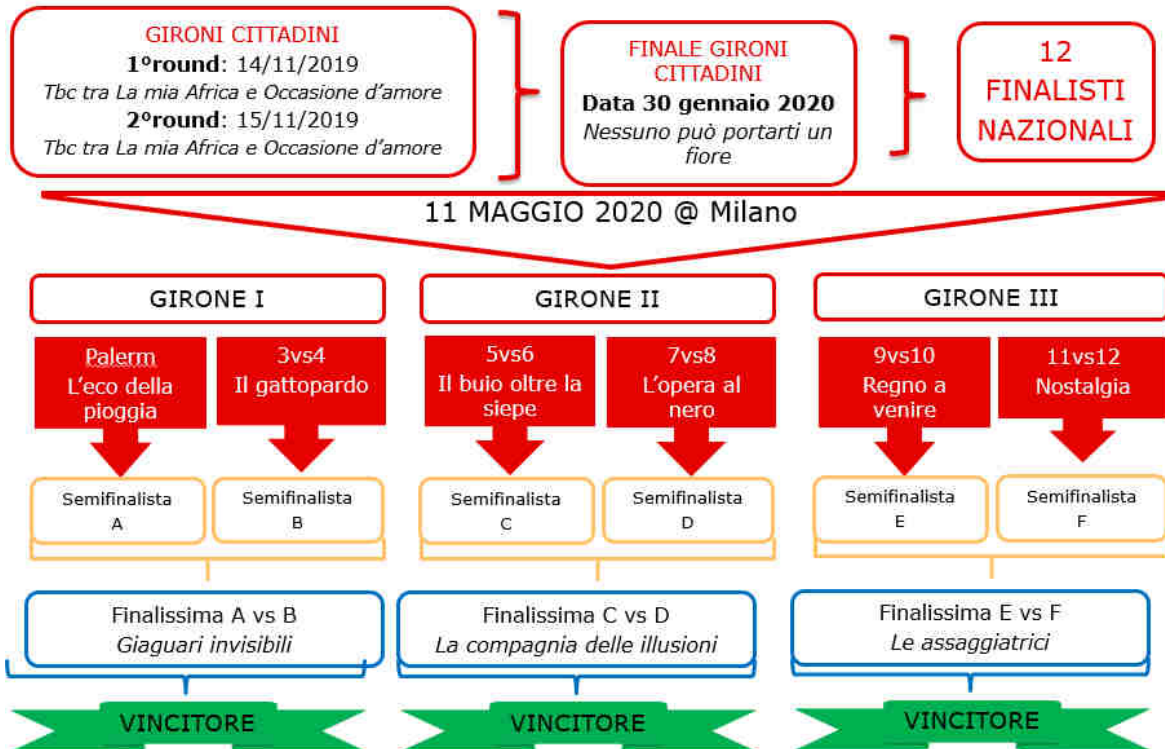 GIRONI CITTADINI
1°round: 14/11/2019
Tbc tra La mia Africa e Occasione d’amore
2°round: 15/11/2019
Tbc tra La mia Africa e Occasione d’amore
FINALE GIRONI
CITTADINI
Data 30 gennaio 2020
Nessuno può portarti un
fiore
12
FINALISTI
NAZIONALI
11 MAGGIO 2020 @ Milano
GIRONE I
GIRONE II
GIRONE III
Palerm
L’eco della
pioggia
3vs4
Il gattopardo
5vs6
Il buio oltre la
siepe
7vs8
L’opera al
nero
9vs10
Regno a
venire
11vs12
Nostalgia
Semifinalista
A
Semifinalista
B
Semifinalista
C
Semifinalista
D
Semifinalista
E
Semifinalista
F
Finalissima A vs B
Giaguari invisibili
Finalissima C vs D
La compagnia delle illusioni
Finalissima E vs F
Le assaggiatrici
VINCITORE
VINCITORE
VINCITORE